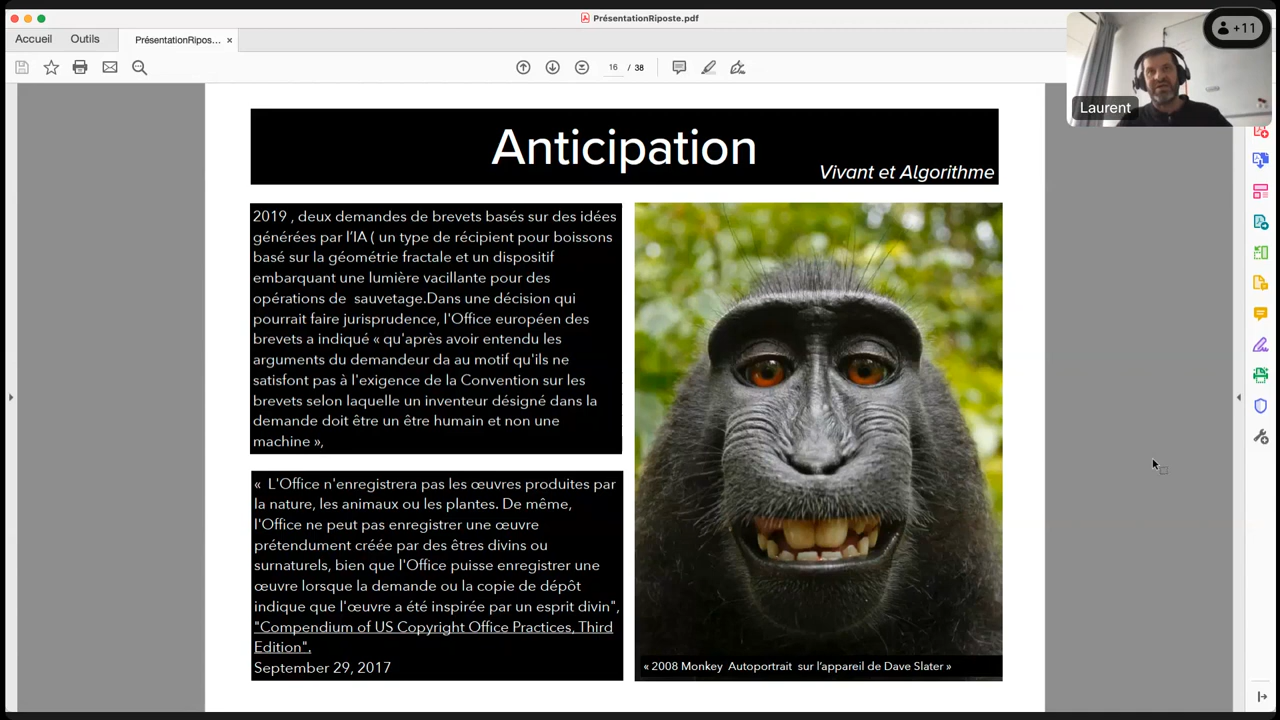 PrésentationRiposte.pdf
+11
Accueil
Outils
PrésentationRipos...
16 / 38
Laurent
Anticipation
Vivant et Algorithme
2019 , deux demandes de brevets basés sur des idées
générées par l'IA ( un type de récipient pour boissons
basé sur la géométrie fractale et un dispositif
embarquant une lumière vacillante pour des
opérations de sauvetage.Dans une décision qui
pourrait faire jurisprudence, l'Office européen des
brevets a indiqué « qu'après avoir entendu les
arguments du demandeur da au motif qu'ils ne
satisfont pas à l'exigence de la Convention sur les
brevets selon laquelle un inventeur désigné dans la
demande doit être un être humain et non une
machine »,
« L'Office n'enregistrera pas les œuvres produites par
la nature, les animaux ou les plantes. De même,
l'Office ne peut pas enregistrer une œuvre
prétendument créée par des êtres divins ou
surnaturels, bien que l'Office puisse enregistrer une
œuvre lorsque la demande ou la copie de dépôt
indique que l'œuvre a été inspirée par un esprit divin",
"Compendium of US Copyright Office Practices, Third
Edition".
September 29, 2017
« 2008 Monkey Autoportrait sur l'appareil de Dave Slater »